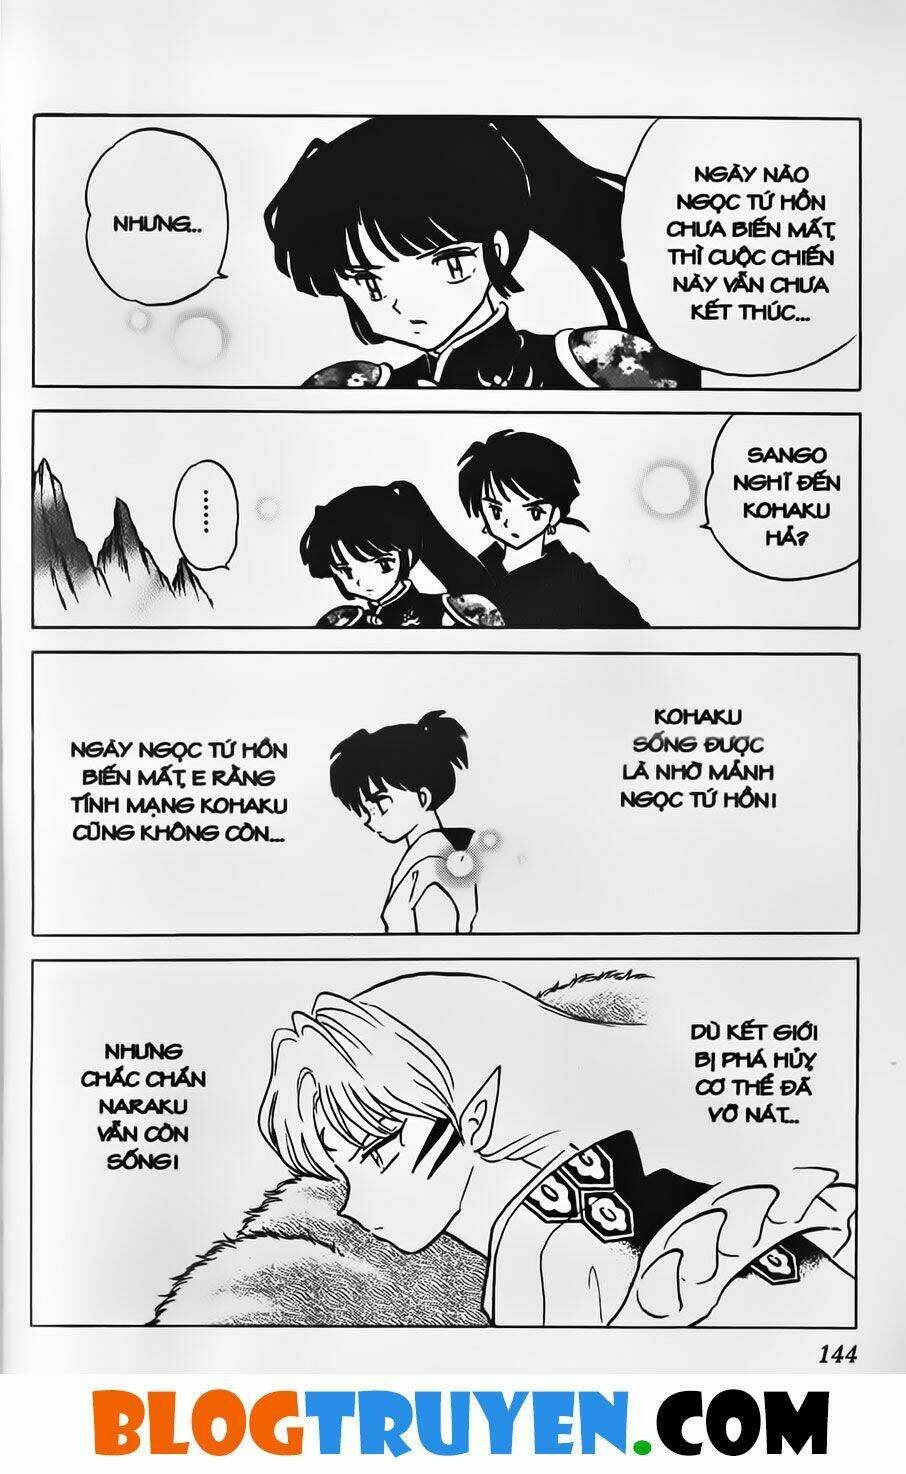 NGÀY NÀO
NGỌC TỨ HỒN
CHƯA BIẾN MẤT,
THÌ CUỘC CHIẾN
NÀY VẪN CHƯA
KẾT THÚC...
NHƯNG...
SANGO
NGHĨ ĐẾN
KOHAKU
HẢ?
......
KOHAKU
SỐNG ĐƯỢC
LÀ NHỜ MẢNH
NGỌC TỨ HỒN!
NGÀY NGỌC TỨ HỒN
BIẾN MẤT, E RẰNG
TÍNH MẠNG KOHAKU
CŨNG KHÔNG CÒN...
DÙ KẾT GIỚI
BỊ PHÁ HỦY,
CƠ THỂ ĐÃ
VỠ NÁT...
NHƯNG
CHẮC CHẮN
NARAKU
VẪN CÒN
SỐNG!
144
BLOGTRUYEN.COM